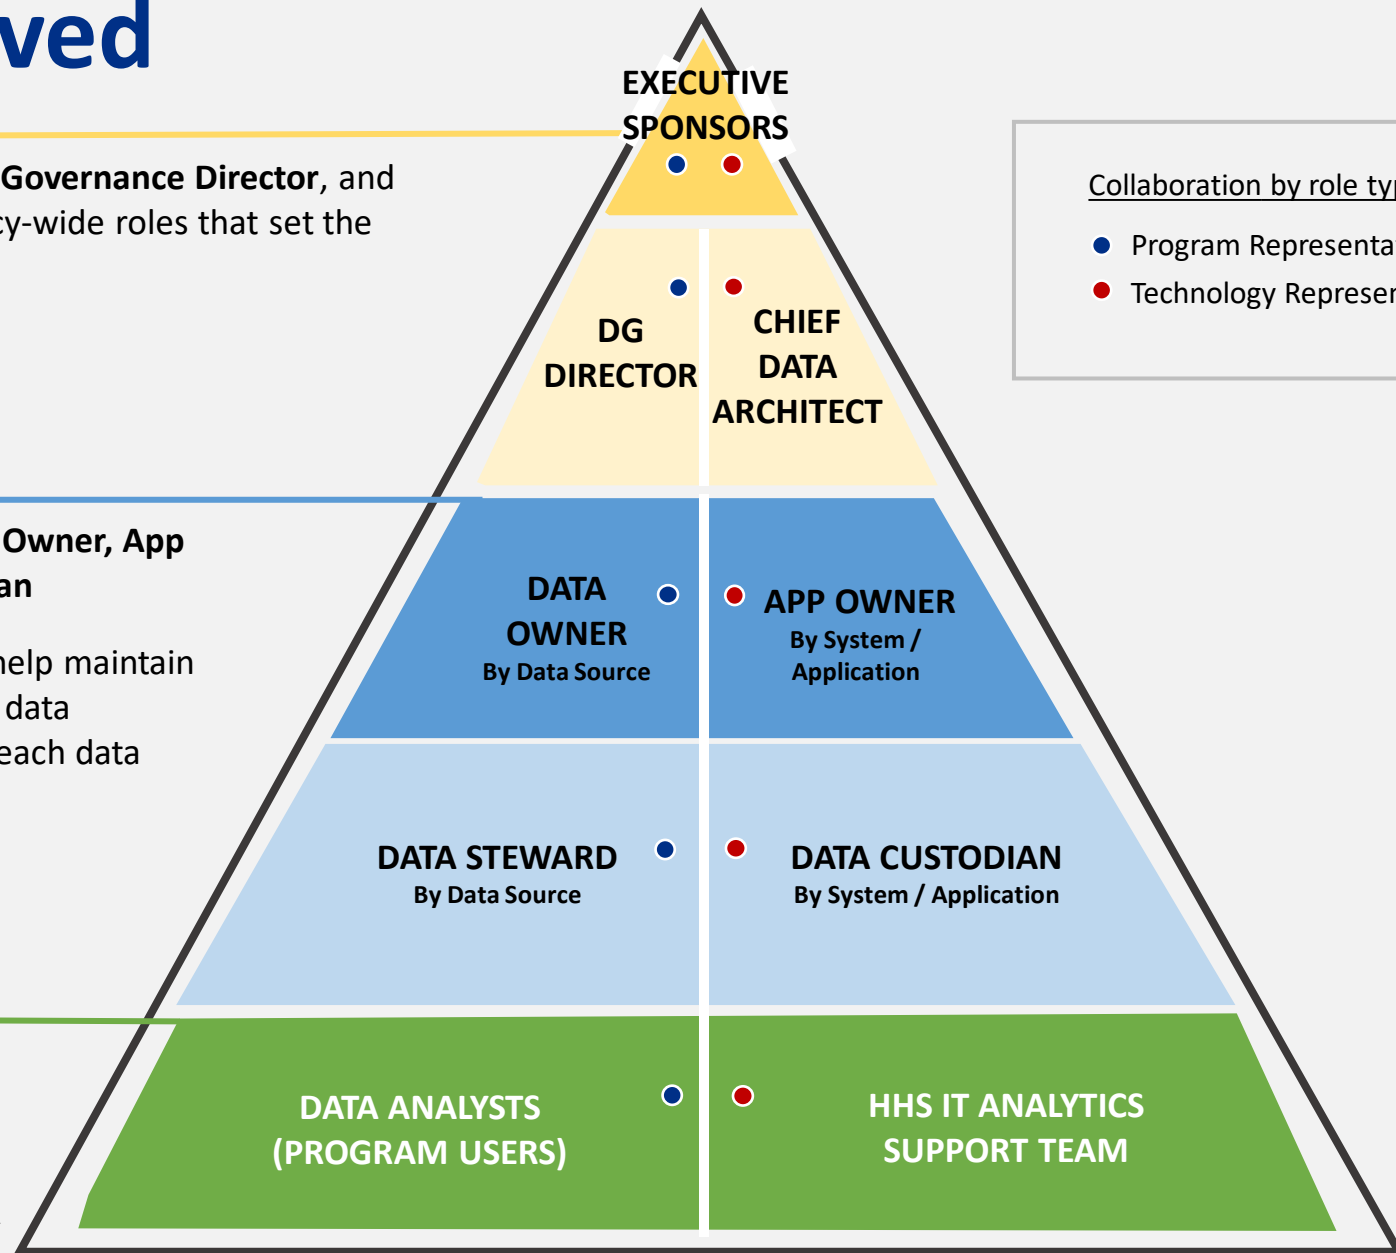 ved
EXECUTIVE
SPONSORS
Governance Director, and
cy-wide roles that set the
Collaboration by role typ
Program Representa
Technology Represer
DG
DIRECTOR
CHIEF
DATA
ARCHITECT
Owner, App
an
help maintain
data
each data
DATA
OWNER
By Data Source
APP OWNER
By System /
Application
DATA STEWARD
By Data Source
DATA CUSTODIAN
By System / Application
DATA ANALYSTS
(PROGRAM USERS)
HHS IT ANALYTICS
SUPPORT TEAM